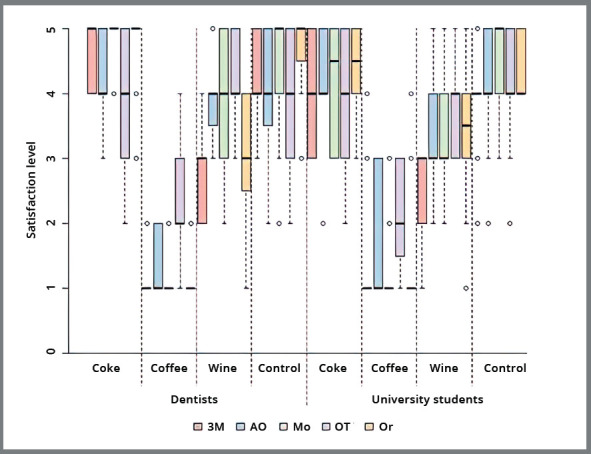 Satisfaction level
5
4
3
2
1
0
Coke Coffee Wine Control Coke Coffee Wine Control
Dentists University students
3M AO Mo OT Or